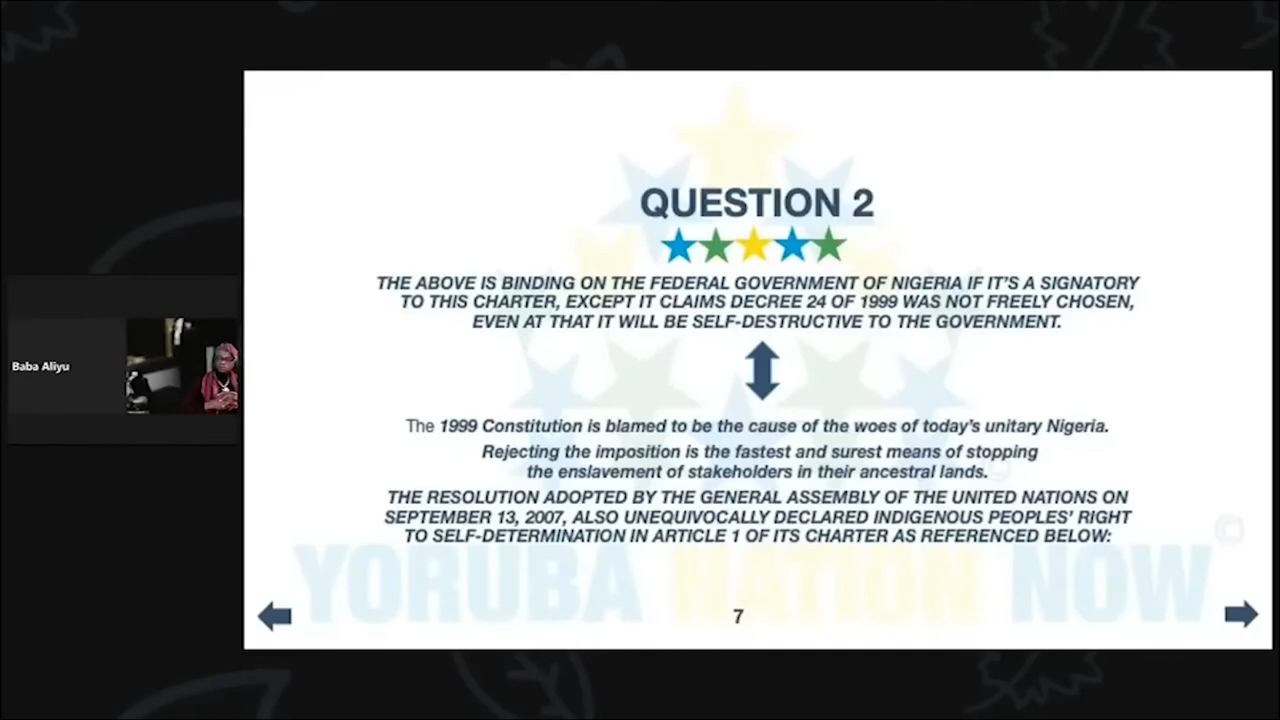 QUESTION 2
THE ABOVE IS BINDING ON THE FEDERAL GOVERNMENT OF NIGERIA IF IT'S A SIGNATORY
TO THIS CHARTER, EXCEPT IT CLAIMS DECREE 24 OF 1999 WAS NOT FREELY CHOSEN,
EVEN AT THAT IT WILL BE SELF-DESTRUCTIVE TO THE GOVERNMENT.
Baba Aliyu
The 1999 Constitution is blamed to be the cause of the woes of today's unitary Nigeria.
Rejecting the imposition is the fastest and surest means of stopping
the enslavement of stakeholders in their ancestral lands.
THE RESOLUTION ADOPTED BY THE GENERAL ASSEMBLY OF THE UNITED NATIONS ON
SEPTEMBER 13, 2007, ALSO UNEQUIVOCALLY DECLARED INDIGENOUS PEOPLES' RIGHT
TO SELF-DETERMINATION IN ARTICLE 1 OF ITS CHARTER AS REFERENCED BELOW:
YORUBA NATION NOW
7